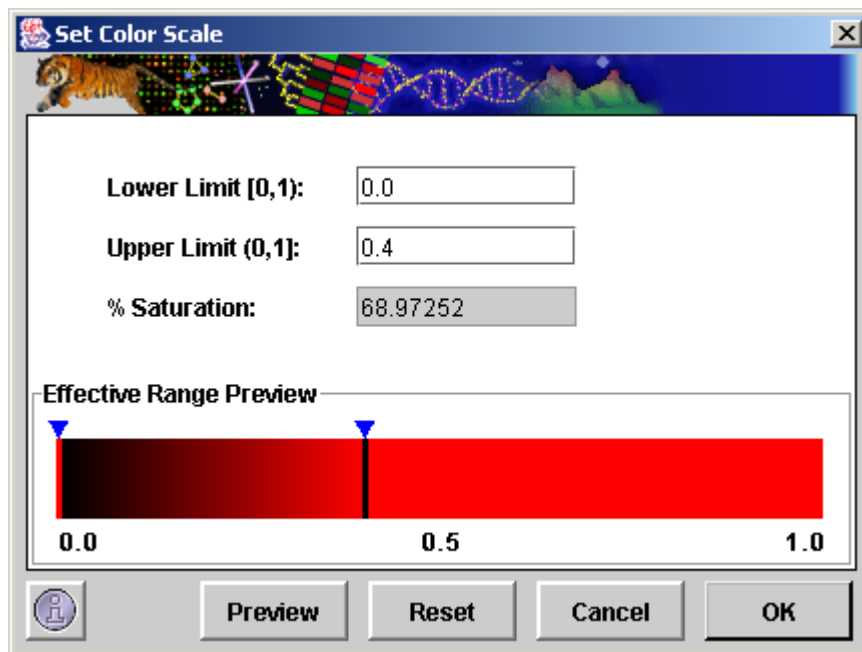 Set Color Scale
Lower Limit [0,1): 0.0
Upper Limit (0,1]: 0.4
% Saturation: 68.97252
Effective Range Preview
0.0 0.5 1.0
Preview Reset Cancel OK